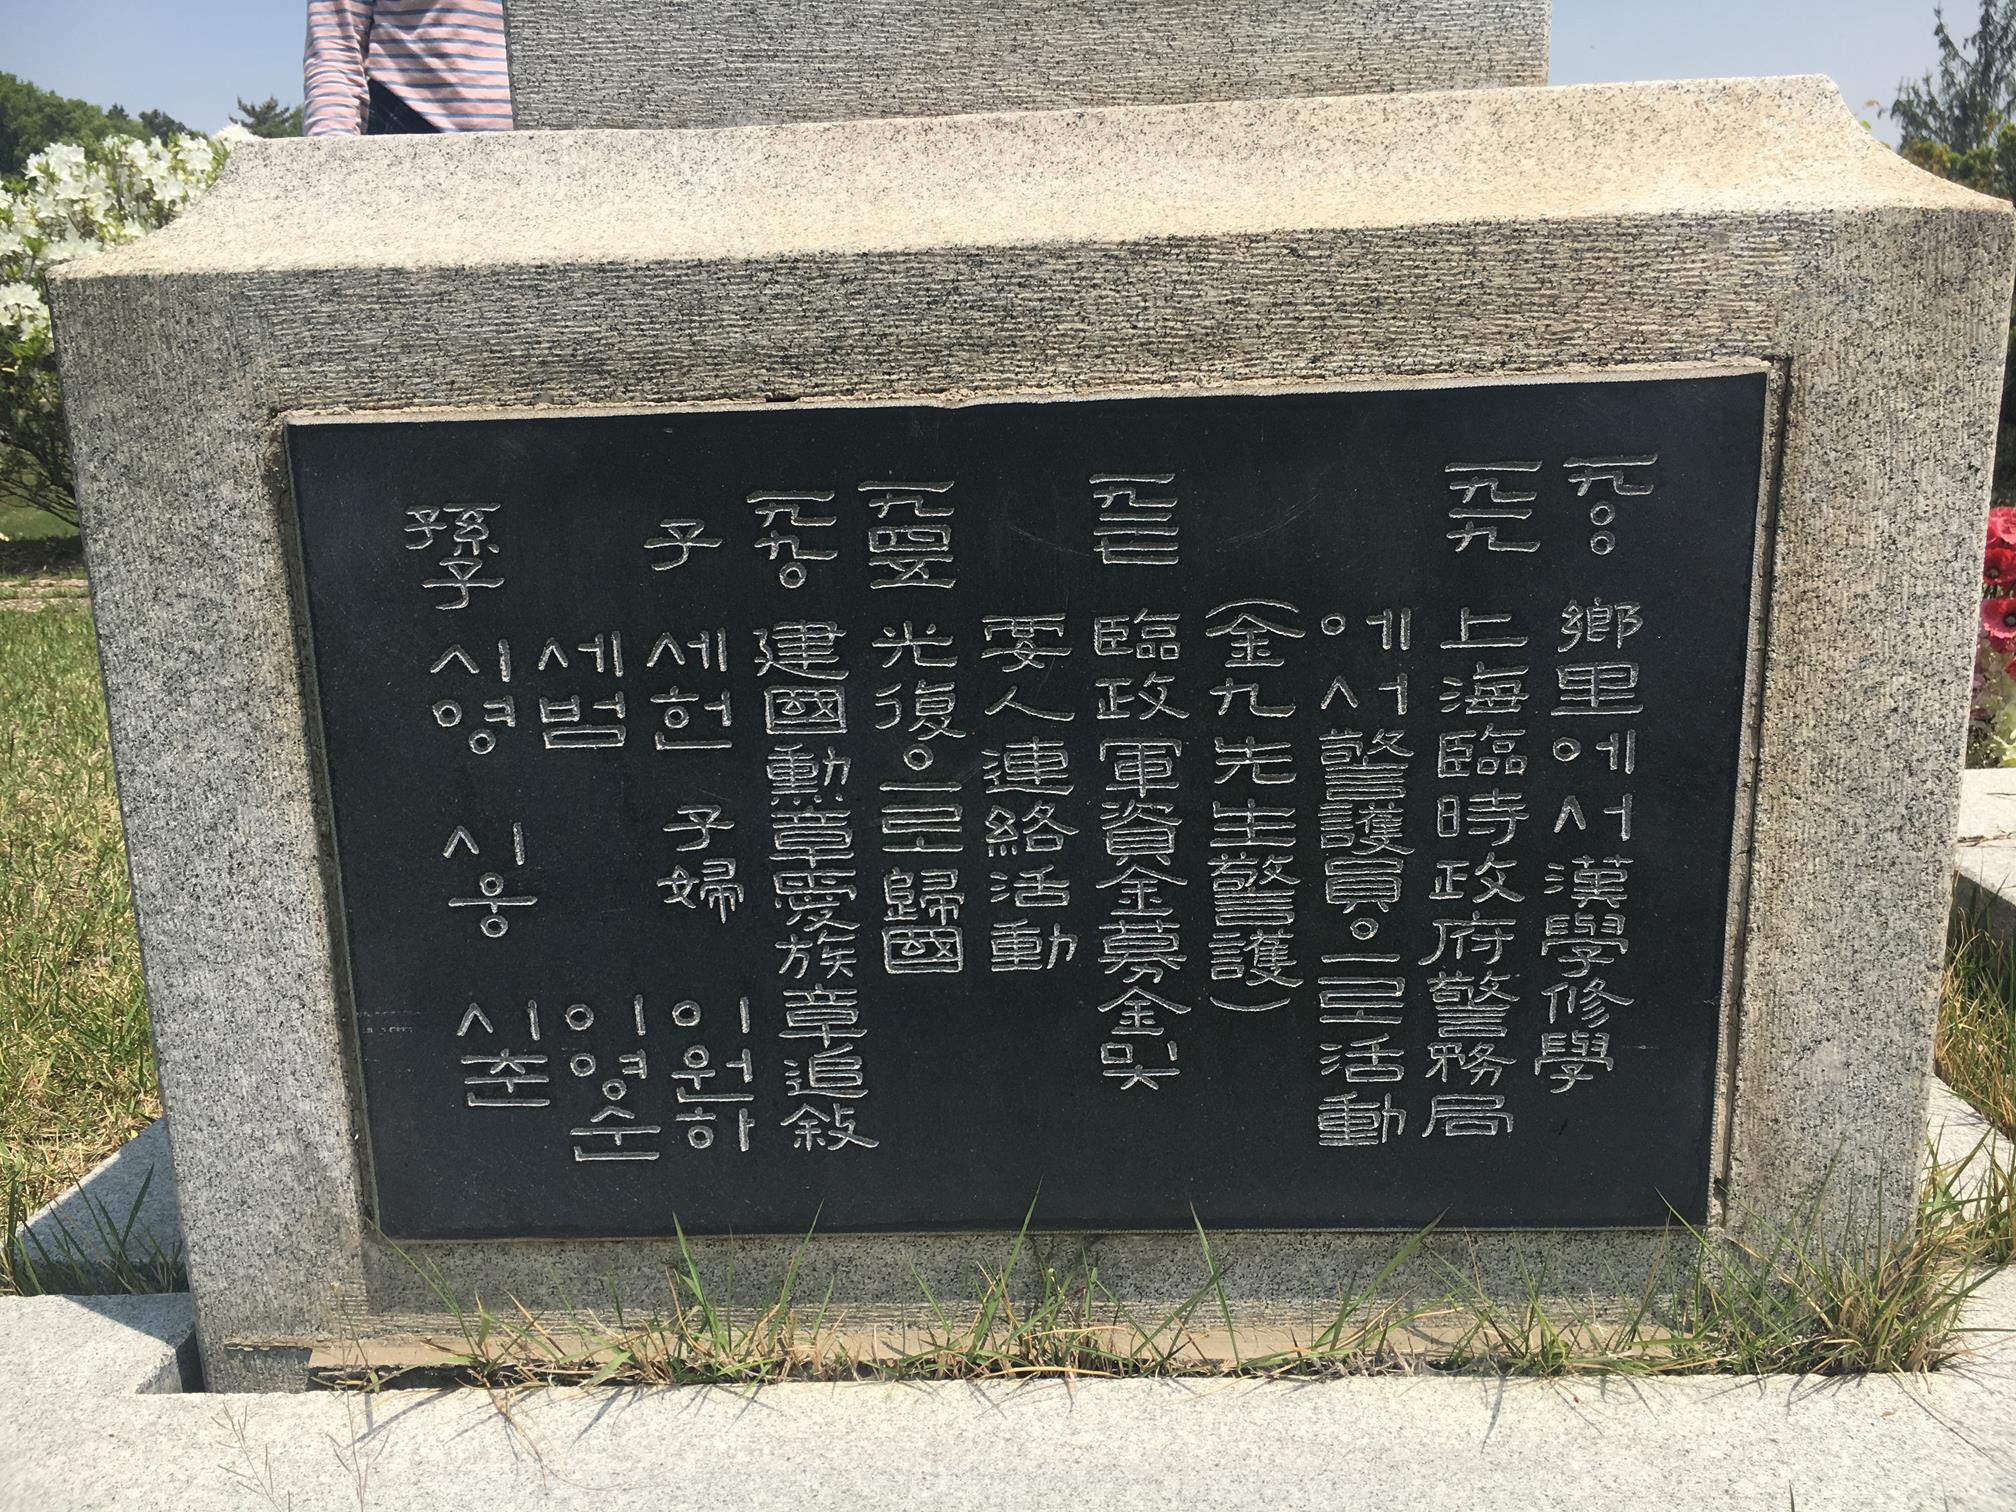 一九〇〇 鄕里에서漢學修學
一九一九 上海臨時政府警務局
에서警護員으로活動
(金九先生警護)
一九二七 臨政軍資金募金및
要人連絡活動
一九四五 光復으로歸國
一九九〇 建國勳章愛族章追敍
子 세헌 子婦 이원하
세범 이영순
孫子 시영 시웅 시춘